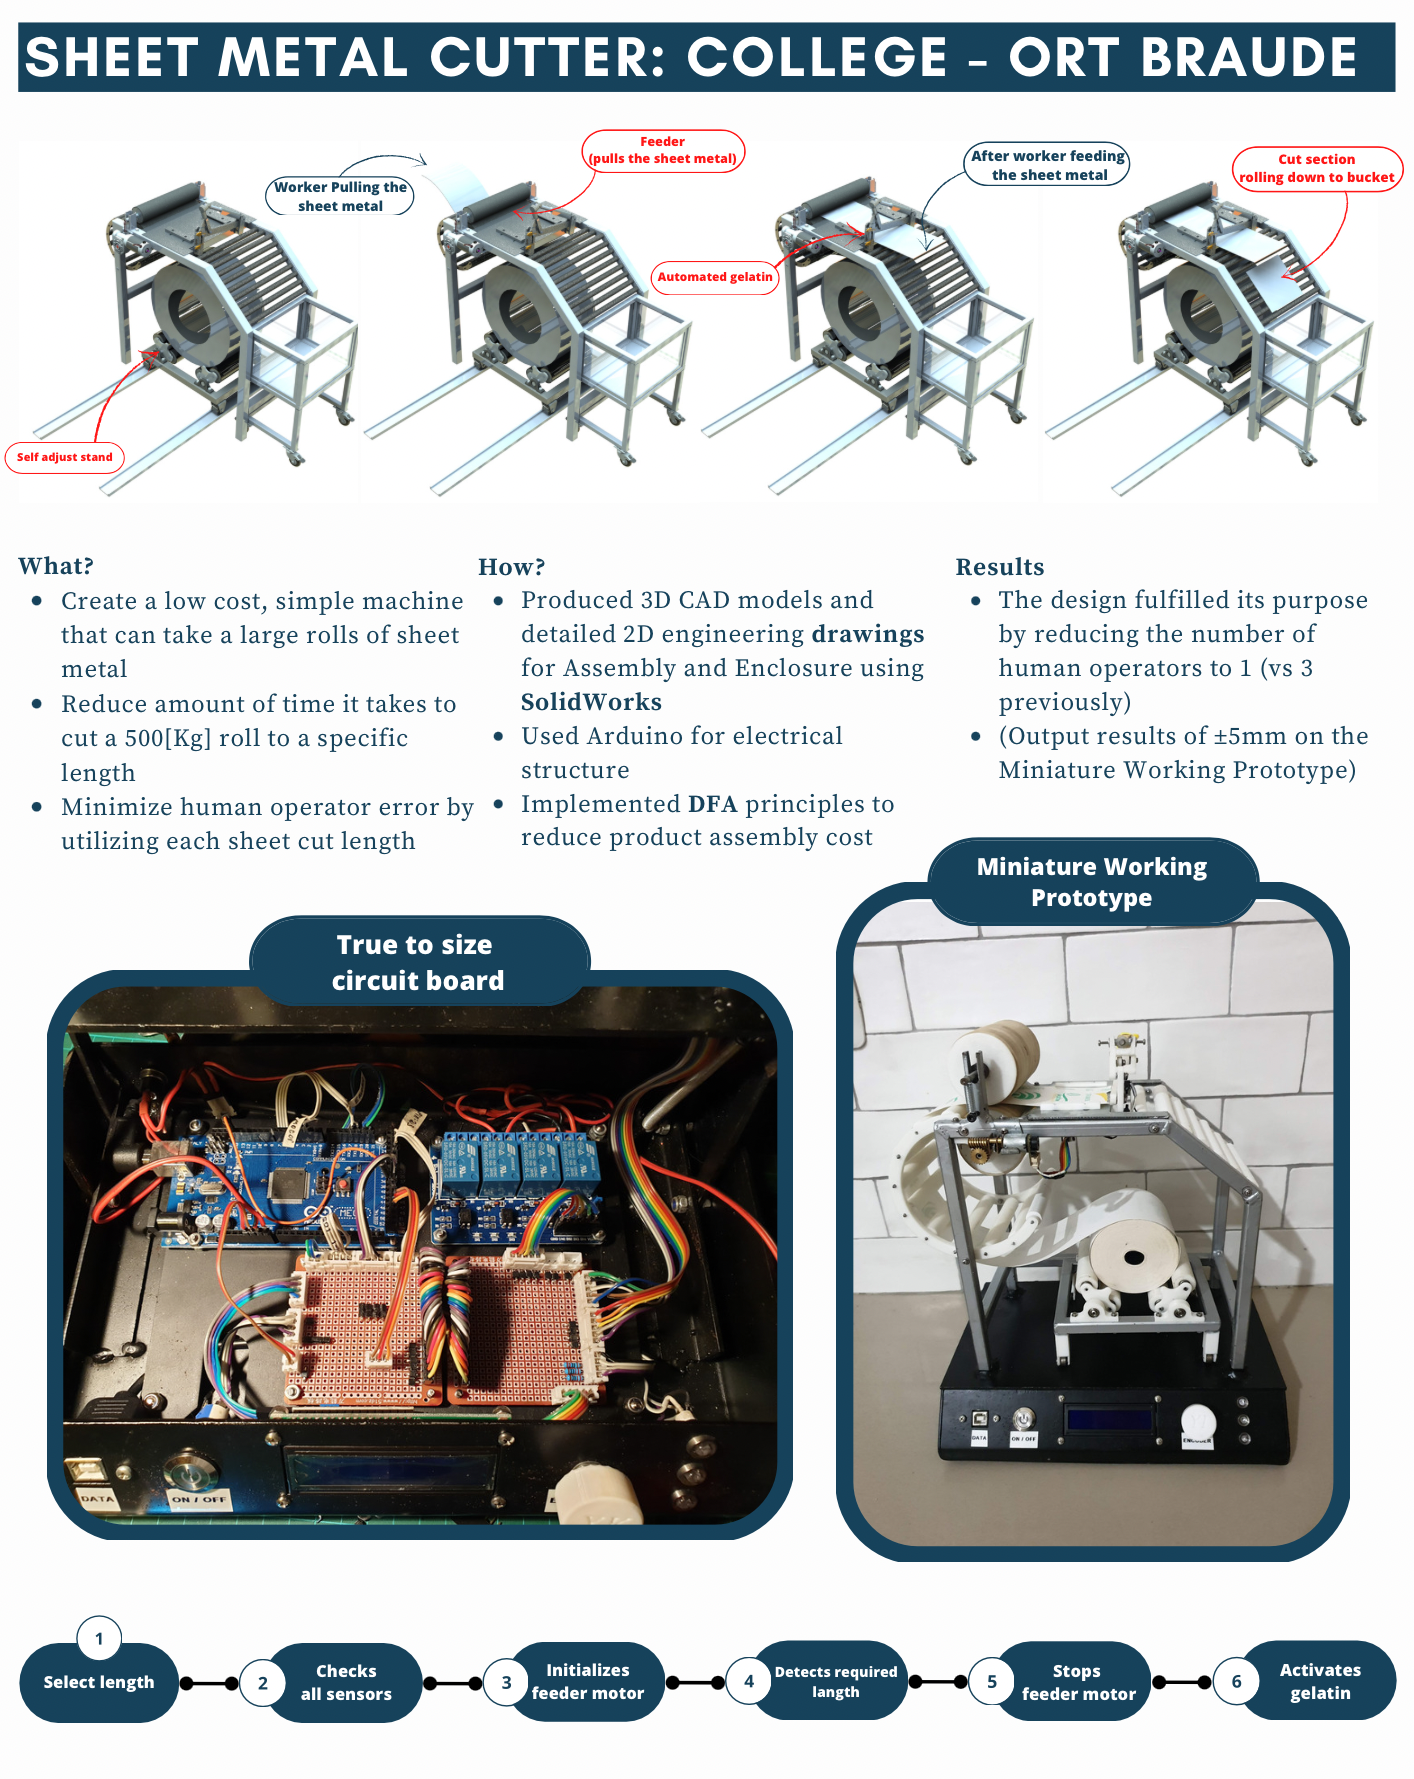 SHEET METAL CUTTER: COLLEGE - ORT BRAUDE
Worker Pulling the
sheet metal
Feeder
(pulls the sheet metal)
After worker feeding
the sheet metal
Cut section
rolling down to bucket
Automated gelatin
Self adjust stand
What?
• Create a low cost, simple machine
that can take a large rolls of sheet
metal
• Reduce amount of time it takes to
cut a 500[Kg] roll to a specific
length
• Minimize human operator error by
utilizing each sheet cut length
How?
• Produced 3D CAD models and
detailed 2D engineering drawings
for Assembly and Enclosure using
SolidWorks
• Used Arduino for electrical
structure
• Implemented DFA principles to
reduce product assembly cost
Results
• The design fulfilled its purpose
by reducing the number of
human operators to 1 (vs 3
previously)
• (Output results of ±5mm on the
Miniature Working Prototype)
True to size
circuit board
MEGA
DATA
ON / OFF
Miniature Working
Prototype
DATA
ON / OFF
ENCODER
1
Select length
2
Checks
all sensors
3
Initializes
feeder motor
4
Detects required
langth
5
Stops
feeder motor
6
Activates
gelatin